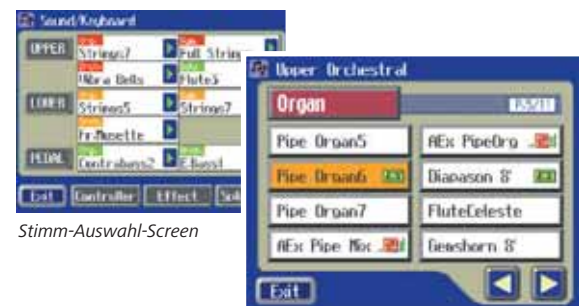 Sound/Keyboard
UPPER Strings7 Full Strin
Vibra Bells Flute3
LOWER Strings5 Strings7
Fr.Musette
PEDAL Contrabass2 E.Bass1
Exit Controller Effect
Stimm-Auswahl-Screen
Upper Orchestral
Organ
Pipe Organ5 AEx PipeOrg
Pipe Organ6 Diapason 8'
Pipe Organ7 FluteCeleste
AEx Pipe Mix Gemshorn 8'
Exit